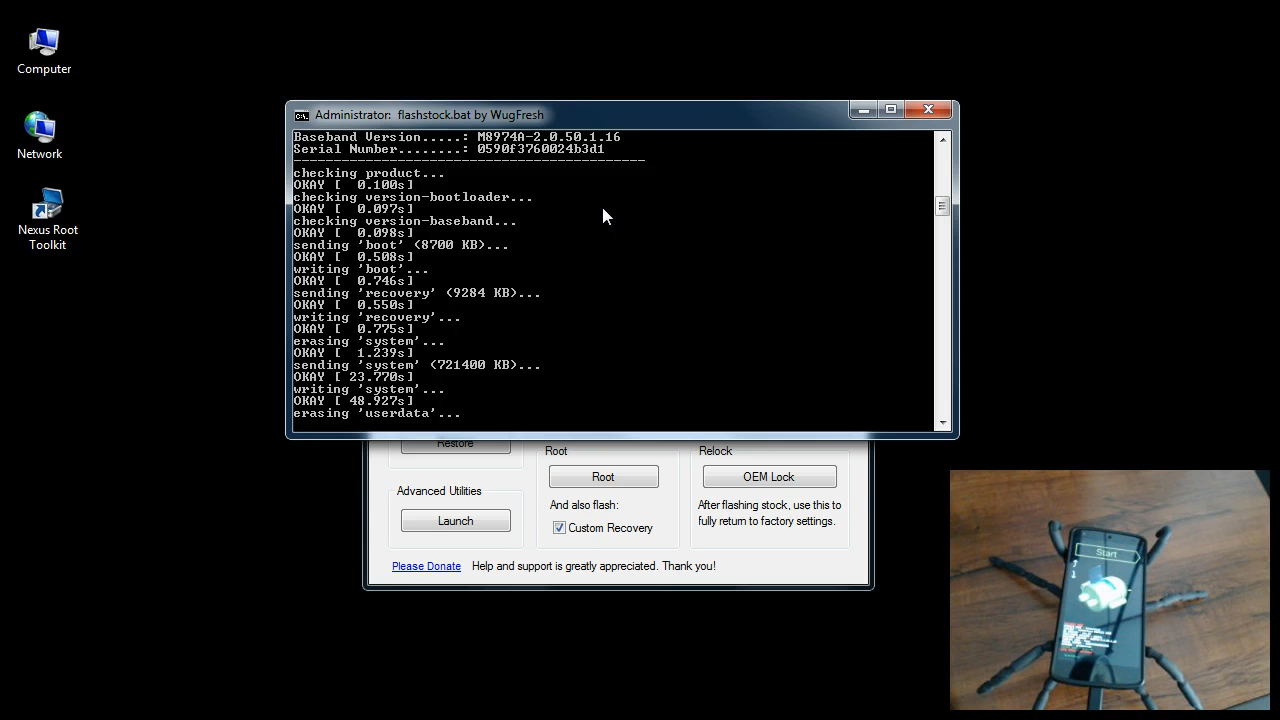 Computer
Network
Nexus Root
Toolkit
Administrator:  flashstock.bat by WugFresh
Baseband Version.....: M8974A-2.0.50.1.16
Serial Number........: 0590f3760024b3d1
--------------------------------------------
checking product...
OKAY [  0.100s]
checking version-bootloader...
OKAY [  0.097s]
checking version-baseband...
OKAY [  0.098s]
sending 'boot' (8700 KB)...
OKAY [  0.508s]
writing 'boot'...
OKAY [  0.746s]
sending 'recovery' (9284 KB)...
OKAY [  0.550s]
writing 'recovery'...
OKAY [  0.775s]
erasing 'system'...
OKAY [  1.239s]
sending 'system' (721400 KB)...
OKAY [ 23.770s]
writing 'system'...
OKAY [ 48.927s]
erasing 'userdata'...
Restore
Advanced Utilities
Launch
Root
Root
And also flash:
Custom Recovery
Relock
OEM Lock
After flashing stock, use this to
fully return to factory settings.
Please Donate
Help and support is greatly appreciated. Thank you!
Start